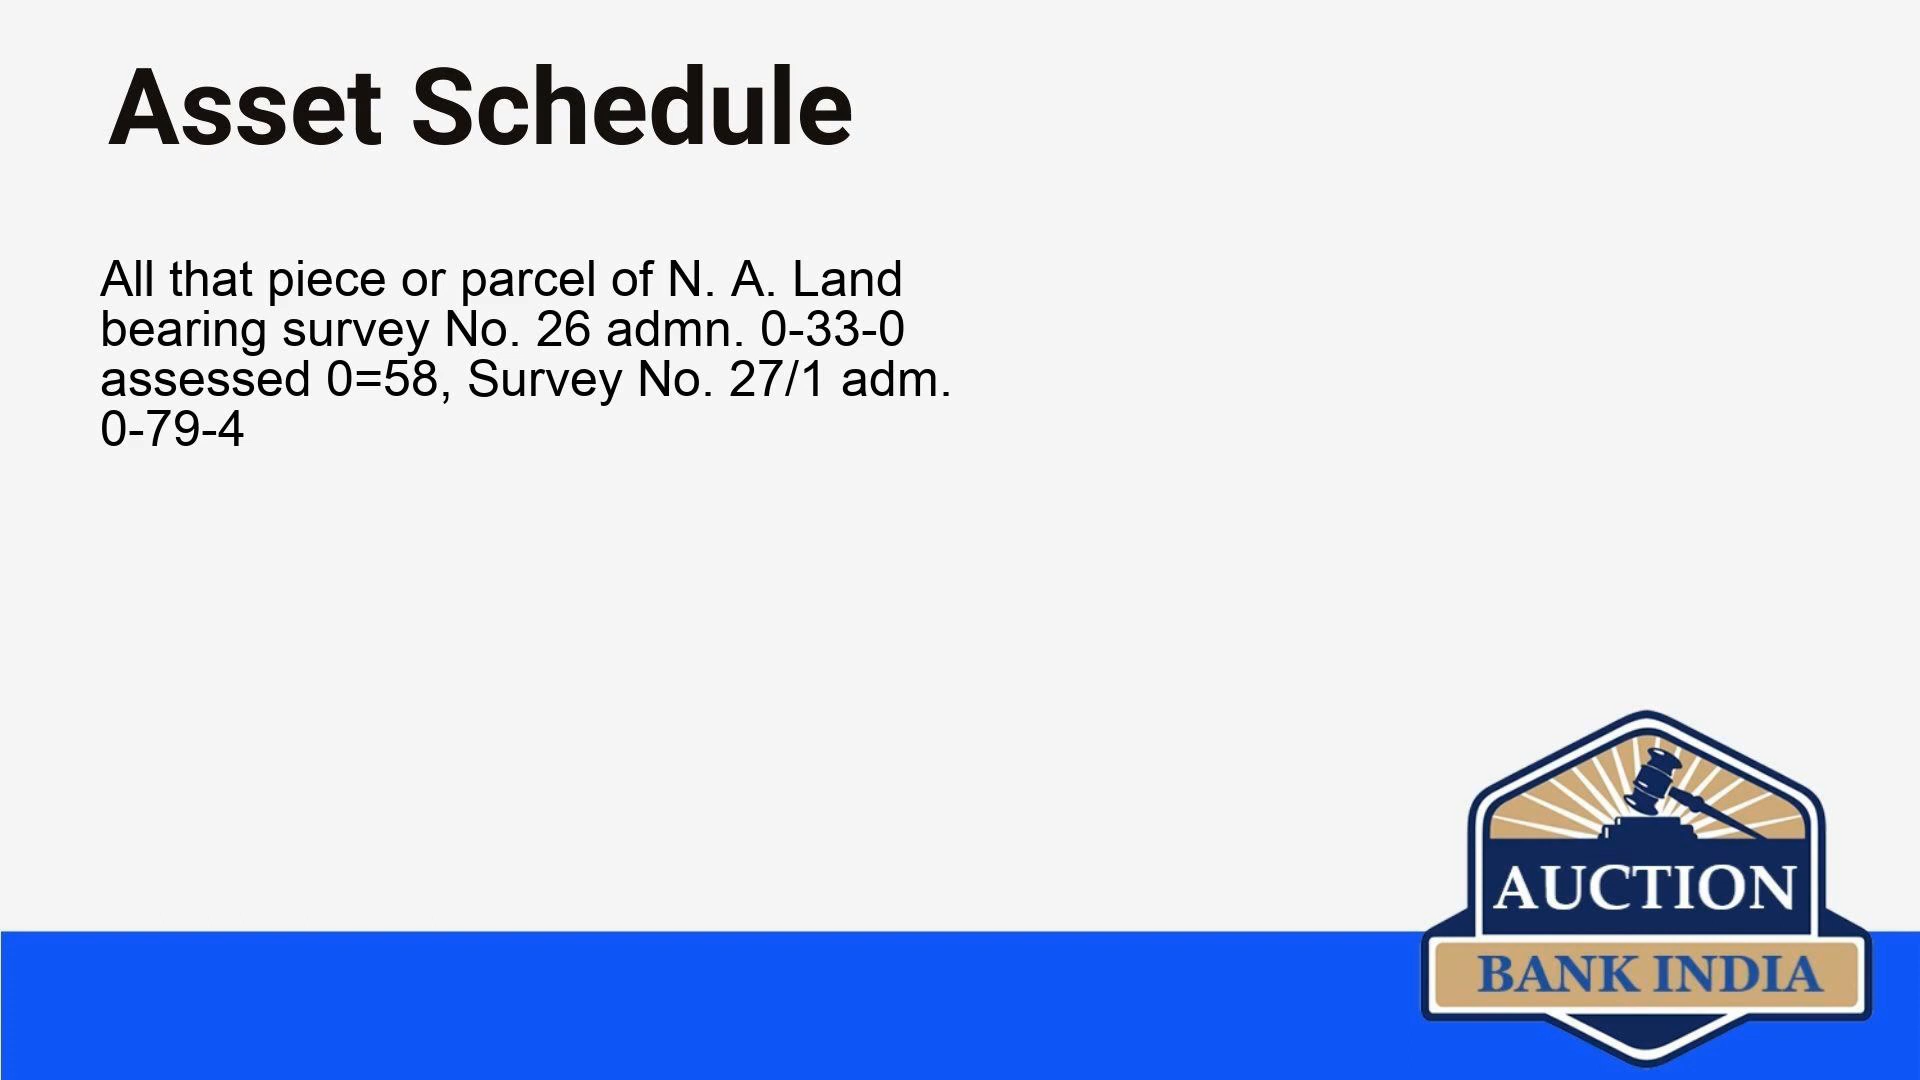 Asset Schedule
All that piece or parcel of N. A. Land
bearing survey No. 26 admn. 0-33-0
assessed 0=58, Survey No. 27/1 adm.
0-79-4
AUCTION
BANK INDIA